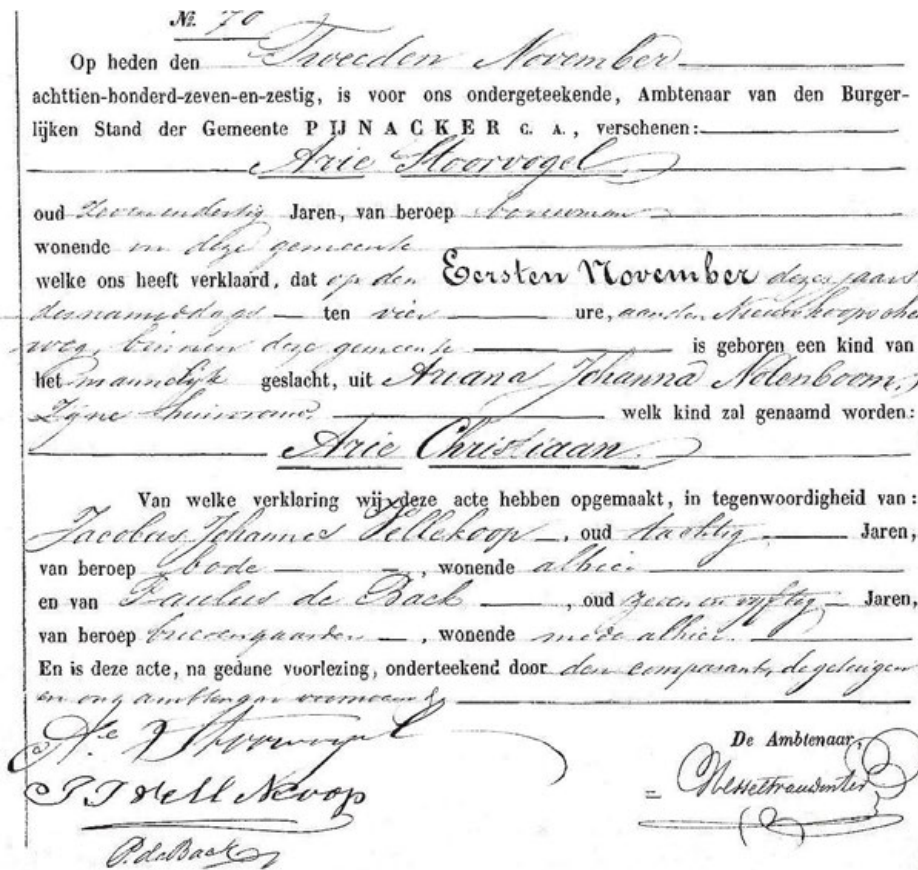 No. 70
Op heden den Tweeden November
achttien-honderd-zeven-en-zestig, is voor ons ondergeteekende, Ambtenaar van den Burger-
lijken Stand der Gemeente PIJNACKER C. A., verschenen:
Arie Stoorvogel
oud zevenendertig Jaren, van beroep bouwman
wonende in deze gemeente
welke ons heeft verklaard, dat op den Eersten November dezes jaars
des namiddags ten vier ure, aan den Nieuwkoopsche
weg, binnen deze gemeente is geboren een kind van
het mannelijk geslacht, uit Ariana Johanna Nolenboom,
zijne huisvrouw. welk kind zal genaamd worden:
Arie Christiaan.
Van welke verklaring wij deze acte hebben opgemaakt, in tegenwoordigheid van:
Jacobus Johannes Vellekoop, oud tachtig Jaren,
van beroep bode, wonende alhier
en van Paulus de Back, oud zeven en vyftig Jaren,
van beroep, wonende mede alhier.
En is deze acte, na gedane voorlezing, onderteekend door den comparant, de getuigen
en ons ambtenaar voornoemd
Ae Stoorvogel
De Ambtenaar,
J J Vellekoop
P. de Back